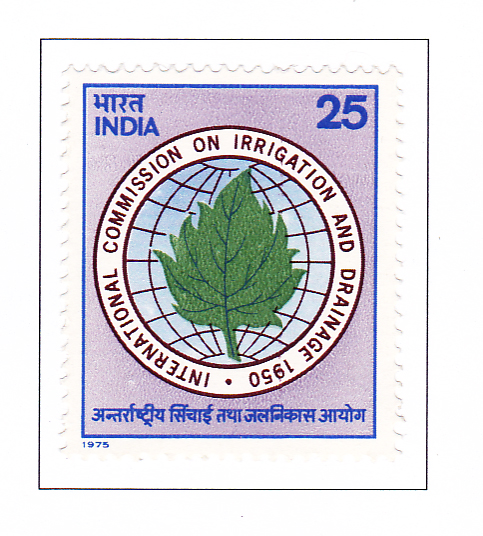 भारत
INDIA
25
INTERNATIONAL COMMISSION ON IRRIGATION AND DRAINAGE 1950 •
अन्तर्राष्ट्रीय सिंचाई तथा जलनिकास आयोग
1975